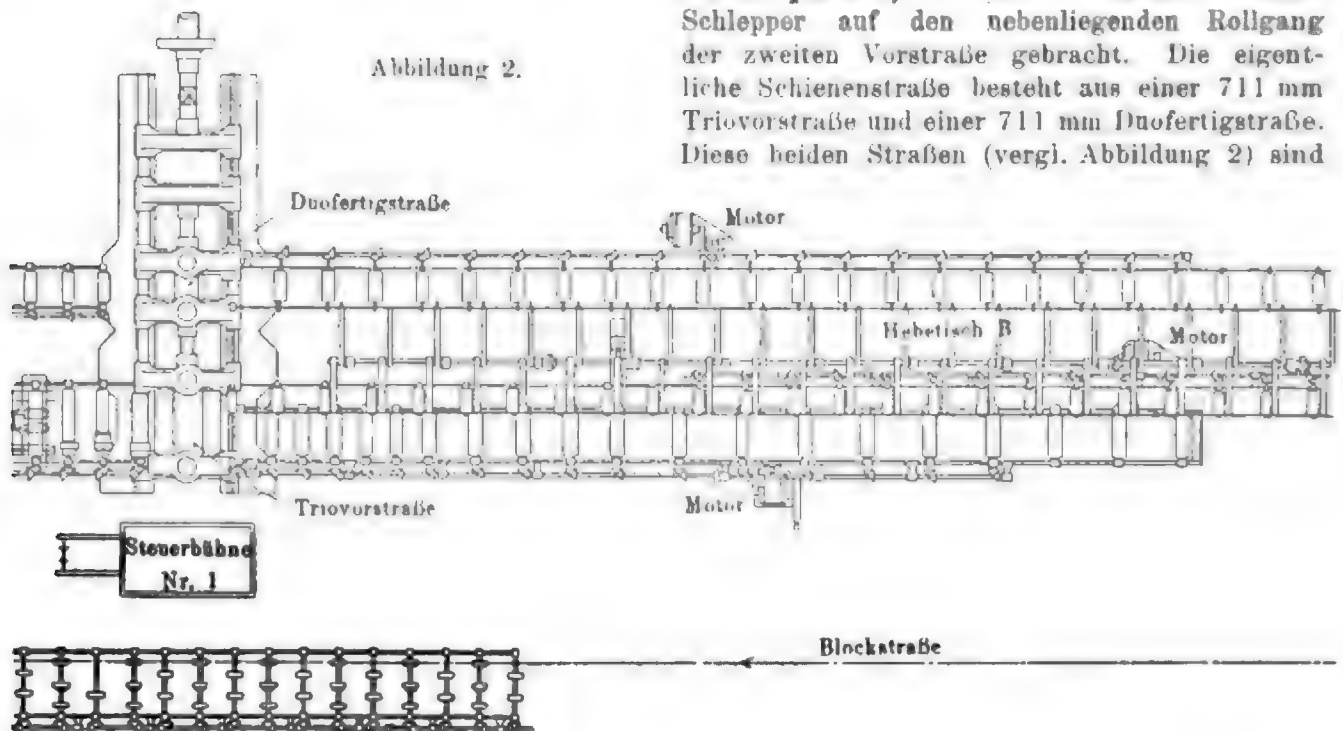 Schlepper auf den nebenliegenden Rollgang
der zweiten Vorstraße gebracht. Die eigent-
liche Schienenstraße besteht aus einer 711 mm
Triovorstraße und einer 711 mm Duofertigstraße.
Diese beiden Straßen (vergl. Abbildung 2) sind
Abbildung 2.
Duofertigstraße
Motor
Hebetisch B
Motor
Triovorstraße
Motor
Steuerbühne
Nr. 1
Blockstraße